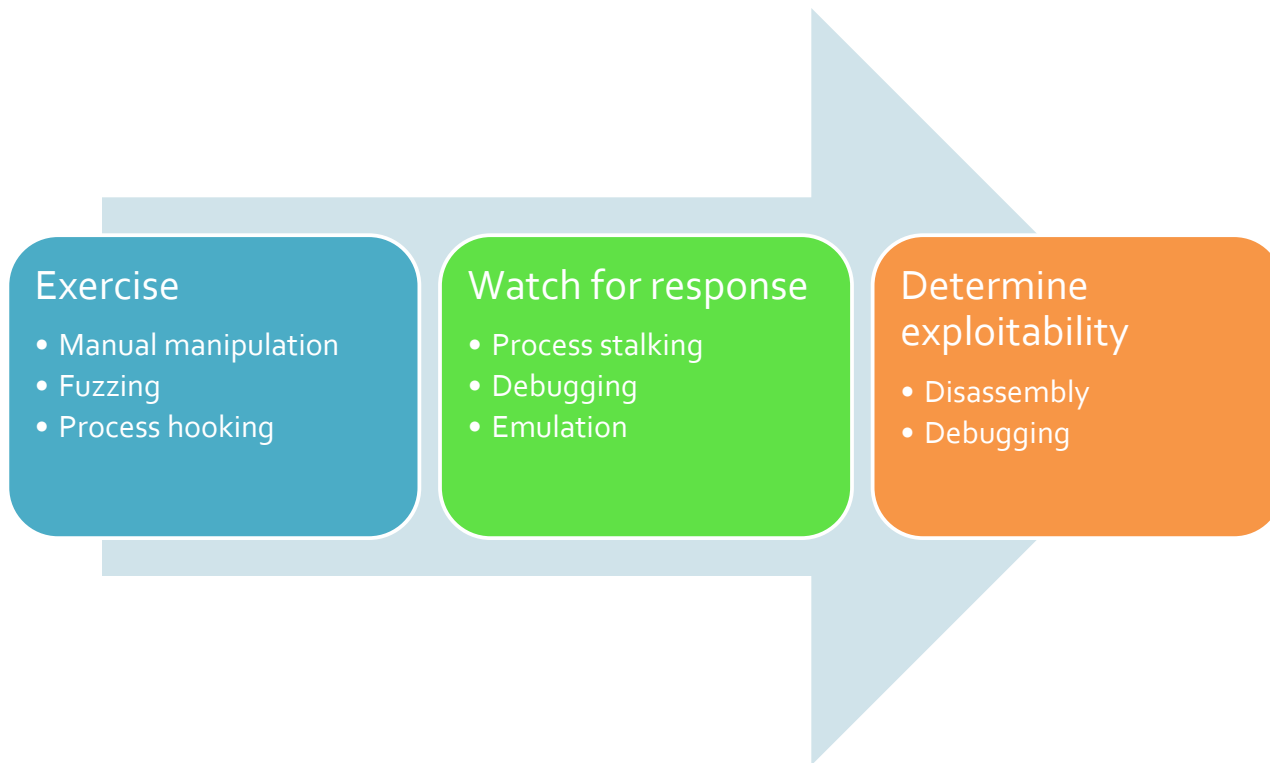 Exercise
• Manual manipulation
• Fuzzing
• Process hooking
Watch for response
• Process stalking
• Debugging
• Emulation
Determine
exploitability
• Disassembly
• Debugging